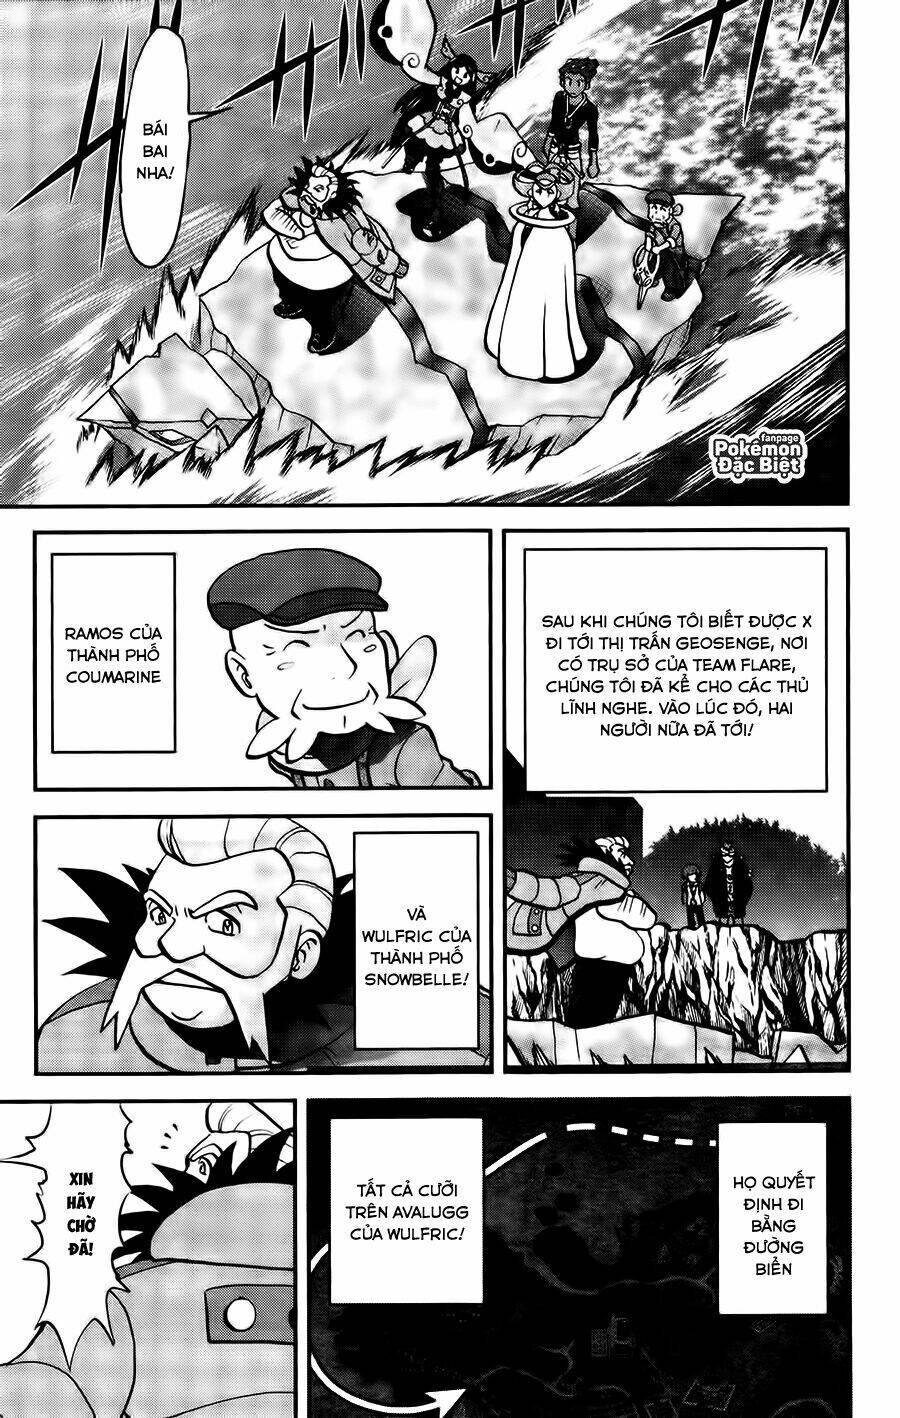 BÁI
BAI
NHA!
fanpage
Pokémon
Đặc Biệt
SAU KHI CHÚNG TÔI BIẾT ĐƯỢC X
ĐI TỚI THỊ TRẤN GEOSENGE, NƠI
CÓ TRỤ SỞ CỦA TEAM FLARE,
CHÚNG TÔI ĐÃ KỂ CHO CÁC THỦ
LĨNH NGHE. VÀO LÚC ĐÓ, HAI
NGƯỜI NỮA ĐÃ TỚI!
RAMOS CỦA
THÀNH PHỐ
COUMARINE
VÀ
WULFRIC CỦA
THÀNH PHỐ
SNOWBELLE!
HỌ QUYẾT
ĐỊNH ĐI
BẰNG
ĐƯỜNG
BIỂN
TẤT CẢ CƯỠI
TRÊN AVALUGG
CỦA WULFRIC!
XIN
HÃY
CHỜ
ĐÃ!